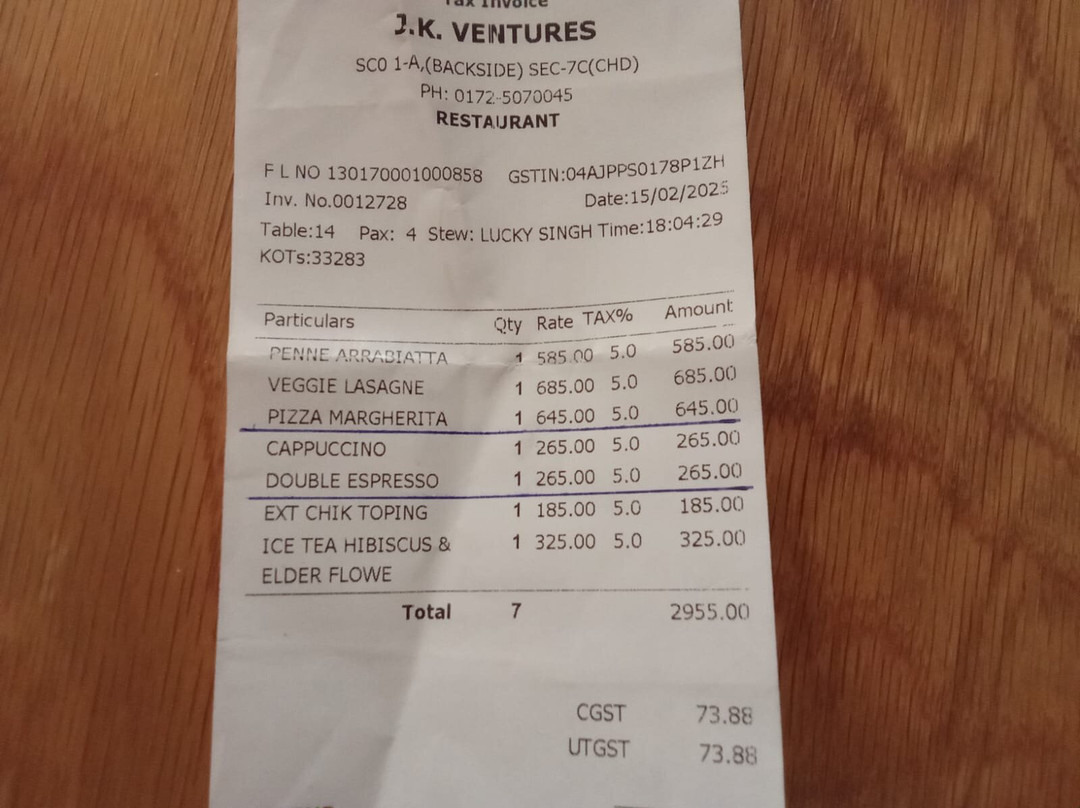 Tax Invoice
J.K. VENTURES
SCO 1-A,(BACKSIDE) SEC-7C(CHD)
PH: 0172-5070045
RESTAURANT
F L NO 130170001000858 GSTIN:04AJPPS0178P1ZH
Inv. No.0012728 Date:15/02/2025
Table:14 Pax: 4 Stew: LUCKY SINGH Time:18:04:29
KOTs:33283
Particulars Qty Rate TAX% Amount
PENNE ARRABIATTA 1 585.00 5.0 585.00
VEGGIE LASAGNE 1 685.00 5.0 685.00
PIZZA MARGHERITA 1 645.00 5.0 645.00
CAPPUCCINO 1 265.00 5.0 265.00
DOUBLE ESPRESSO 1 265.00 5.0 265.00
EXT CHIK TOPING 1 185.00 5.0 185.00
ICE TEA HIBISCUS & 1 325.00 5.0 325.00
ELDER FLOWE
Total 7 2955.00
CGST 73.88
UTGST 73.88